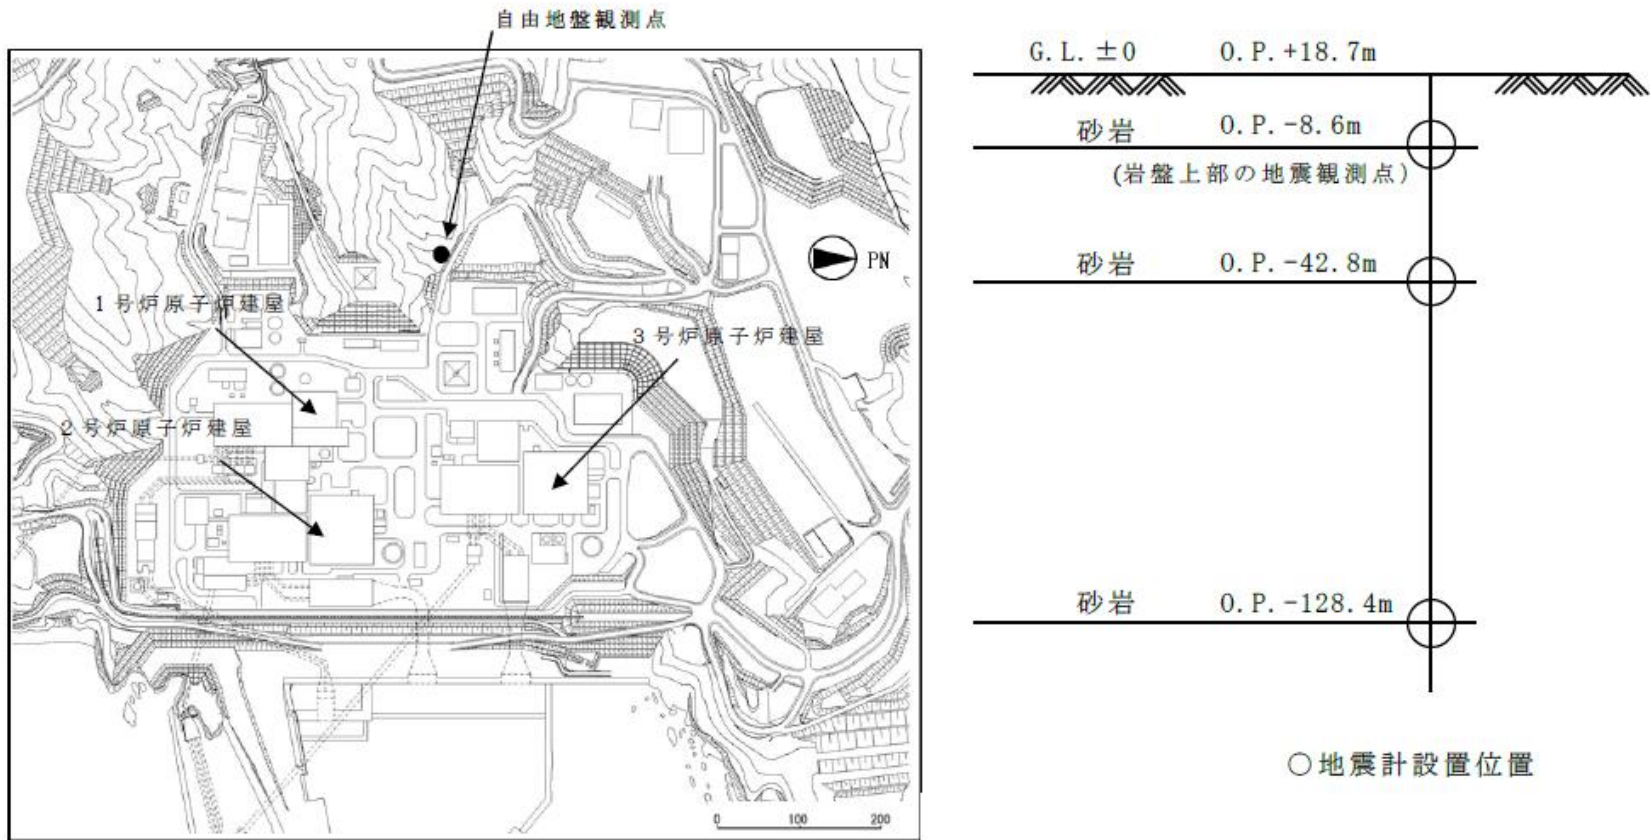 自由地盤観測点
PN
1号炉原子炉建屋
3号炉原子炉建屋
2号炉原子炉建屋
0 100 200
G.L.±0 O.P.+18.7m
砂岩 O.P.-8.6m
(岩盤上部の地震観測点)
砂岩 O.P.-42.8m
砂岩 O.P.-128.4m
○地震計設置位置